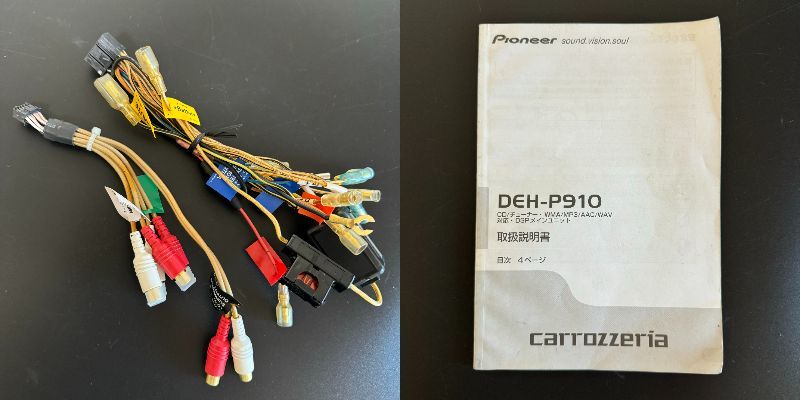 Pioneer sound.vision.soul
DEH-P910
CD/チューナー・WMA/MP3/AAC/WAV
対応・DSPメインユニット
取扱説明書
目次 4ページ
carrozzeria